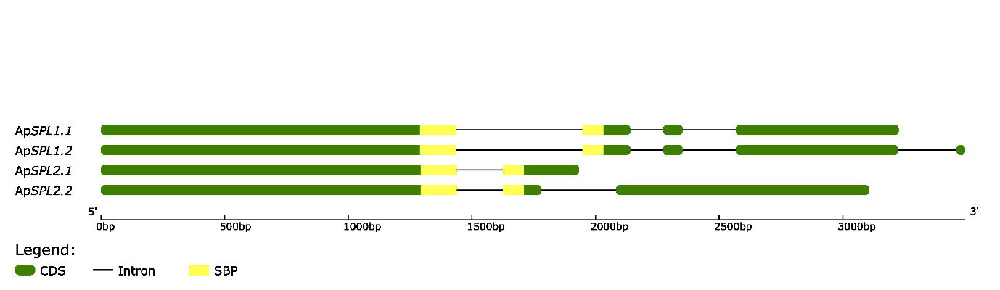 ApSPL1.1
ApSPL1.2
ApSPL2.1
ApSPL2.2
5' 3'
0bp 500bp 1000bp 1500bp 2000bp 2500bp 3000bp
Legend:
CDS Intron SBP